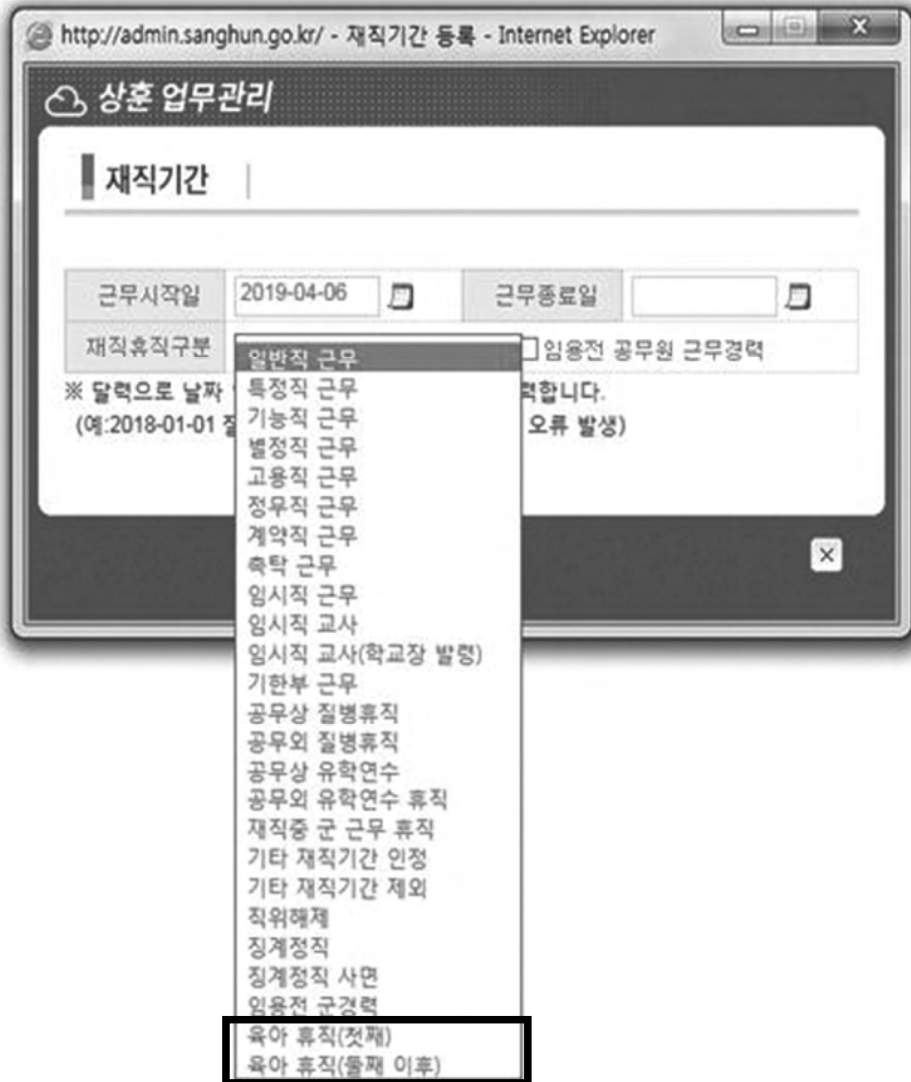 http://admin.sanghun.go.kr/ - 재직기간 등록 - Internet Explorer
상훈 업무관리
재직기간
근무시작일 2019-04-06 근무종료일
재직휴직구분 임용전 공무원 근무경력
※ 달력으로 날짜 력합니다.
(예:2018-01-01 오류 발생)
일반직 근무
특정직 근무
기능직 근무
별정직 근무
고용직 근무
정무직 근무
계약직 근무
촉탁 근무
임시직 근무
임시직 교사
임시직 교사(학교장 발령)
기한부 근무
공무상 질병휴직
공무외 질병휴직
공무상 유학연수
공무외 유학연수 휴직
재직중 군 근무 휴직
기타 재직기간 인정
기타 재직기간 제외
직위해제
징계정직
징계정직 사면
임용전 군경력
육아 휴직(첫째)
육아 휴직(둘째 이후)